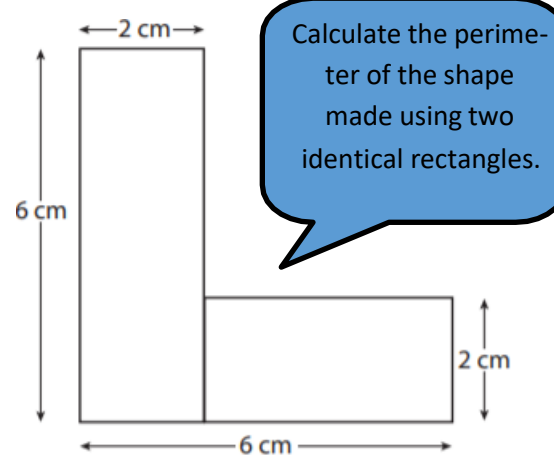 2 cm
Calculate the perime-
ter of the shape
made using two
identical rectangles.
6 cm
2 cm
6 cm